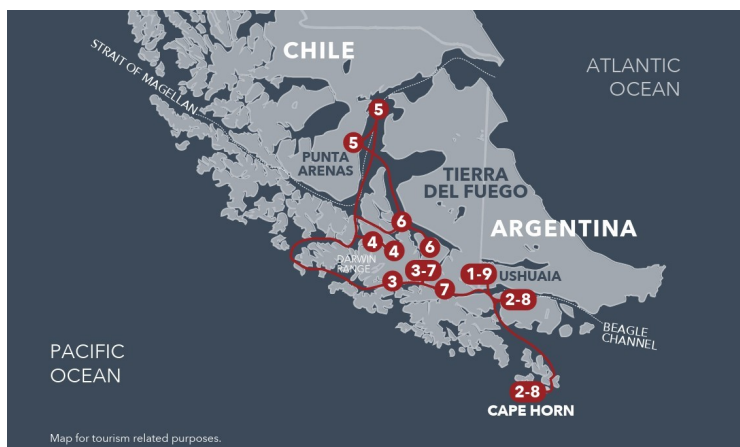 CHILE
STRAIT OF MAGELLAN
ATLANTIC
OCEAN
5
5
PUNTA
ARENAS
TIERRA
DEL FUEGO
ARGENTINA
6
6
4
4
DARWIN
RANGE
3-7
3
7
1-9
USHUAIA
2-8
BEAGLE
CHANNEL
PACIFIC
OCEAN
2-8
CAPE HORN
Map for tourism related purposes.